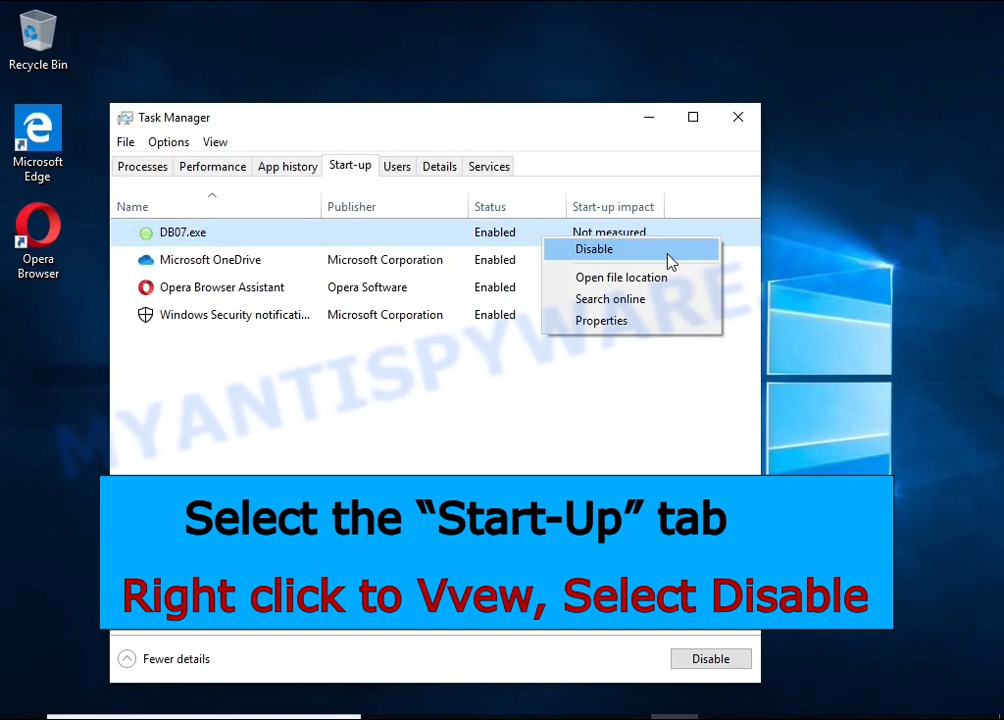 Recycle Bin
Microsoft
Edge
Opera
Browser
Task Manager
File Options View
Processes Performance App history Start-up Users Details Services
Name Publisher Status Start-up impact
DB07.exe Enabled Not measured
Microsoft OneDrive Microsoft Corporation Enabled
Opera Browser Assistant Opera Software Enabled
Windows Security notificati... Microsoft Corporation Enabled
Disable
Open file location
Search online
Properties
MYANTISPYWARE.COM
Select the “Start-Up” tab
Right click to Vvew, Select Disable
Fewer details Disable